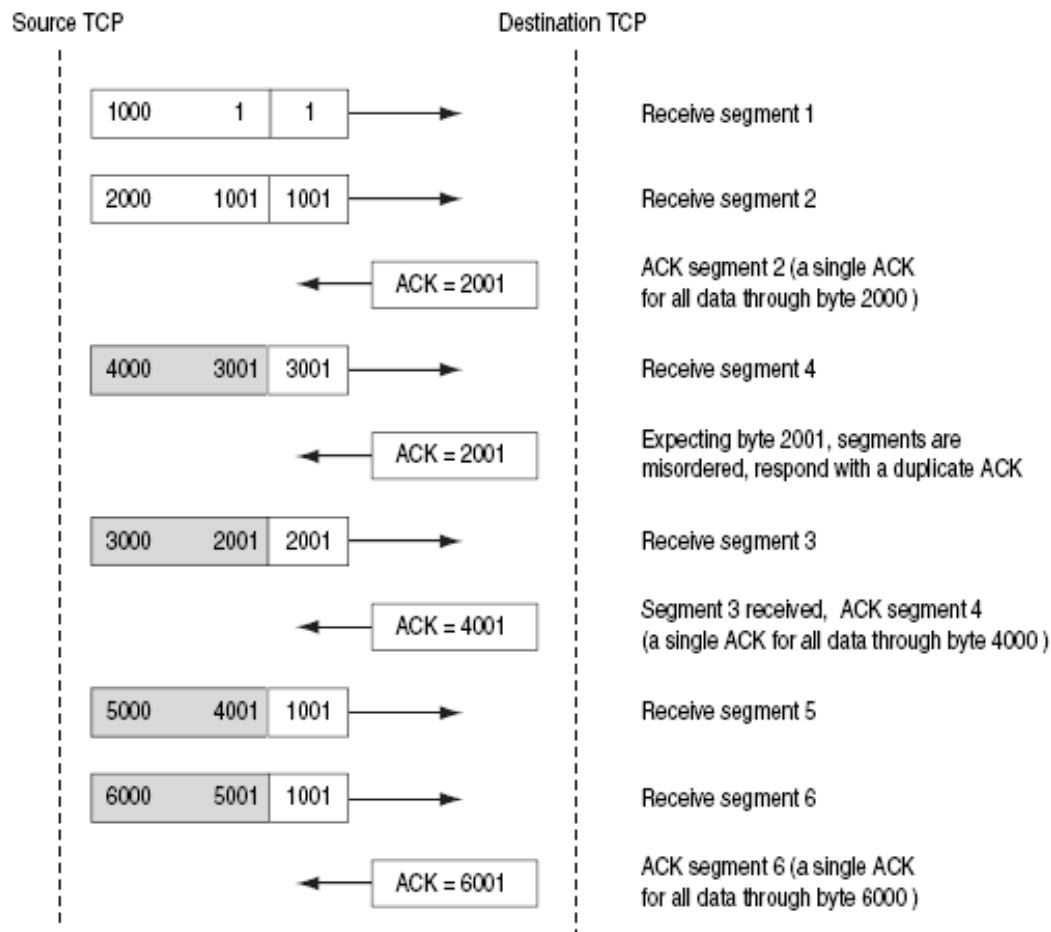 Source TCP Destination TCP
1000 1 1 Receive segment 1
2000 1001 1001 Receive segment 2
ACK = 2001 ACK segment 2 (a single ACK
for all data through byte 2000 )
4000 3001 3001 Receive segment 4
ACK = 2001 Expecting byte 2001, segments are
misordered, respond with a duplicate ACK
3000 2001 2001 Receive segment 3
ACK = 4001 Segment 3 received, ACK segment 4
(a single ACK for all data through byte 4000 )
5000 4001 1001 Receive segment 5
6000 5001 1001 Receive segment 6
ACK = 6001 ACK segment 6 (a single ACK
for all data through byte 6000 )